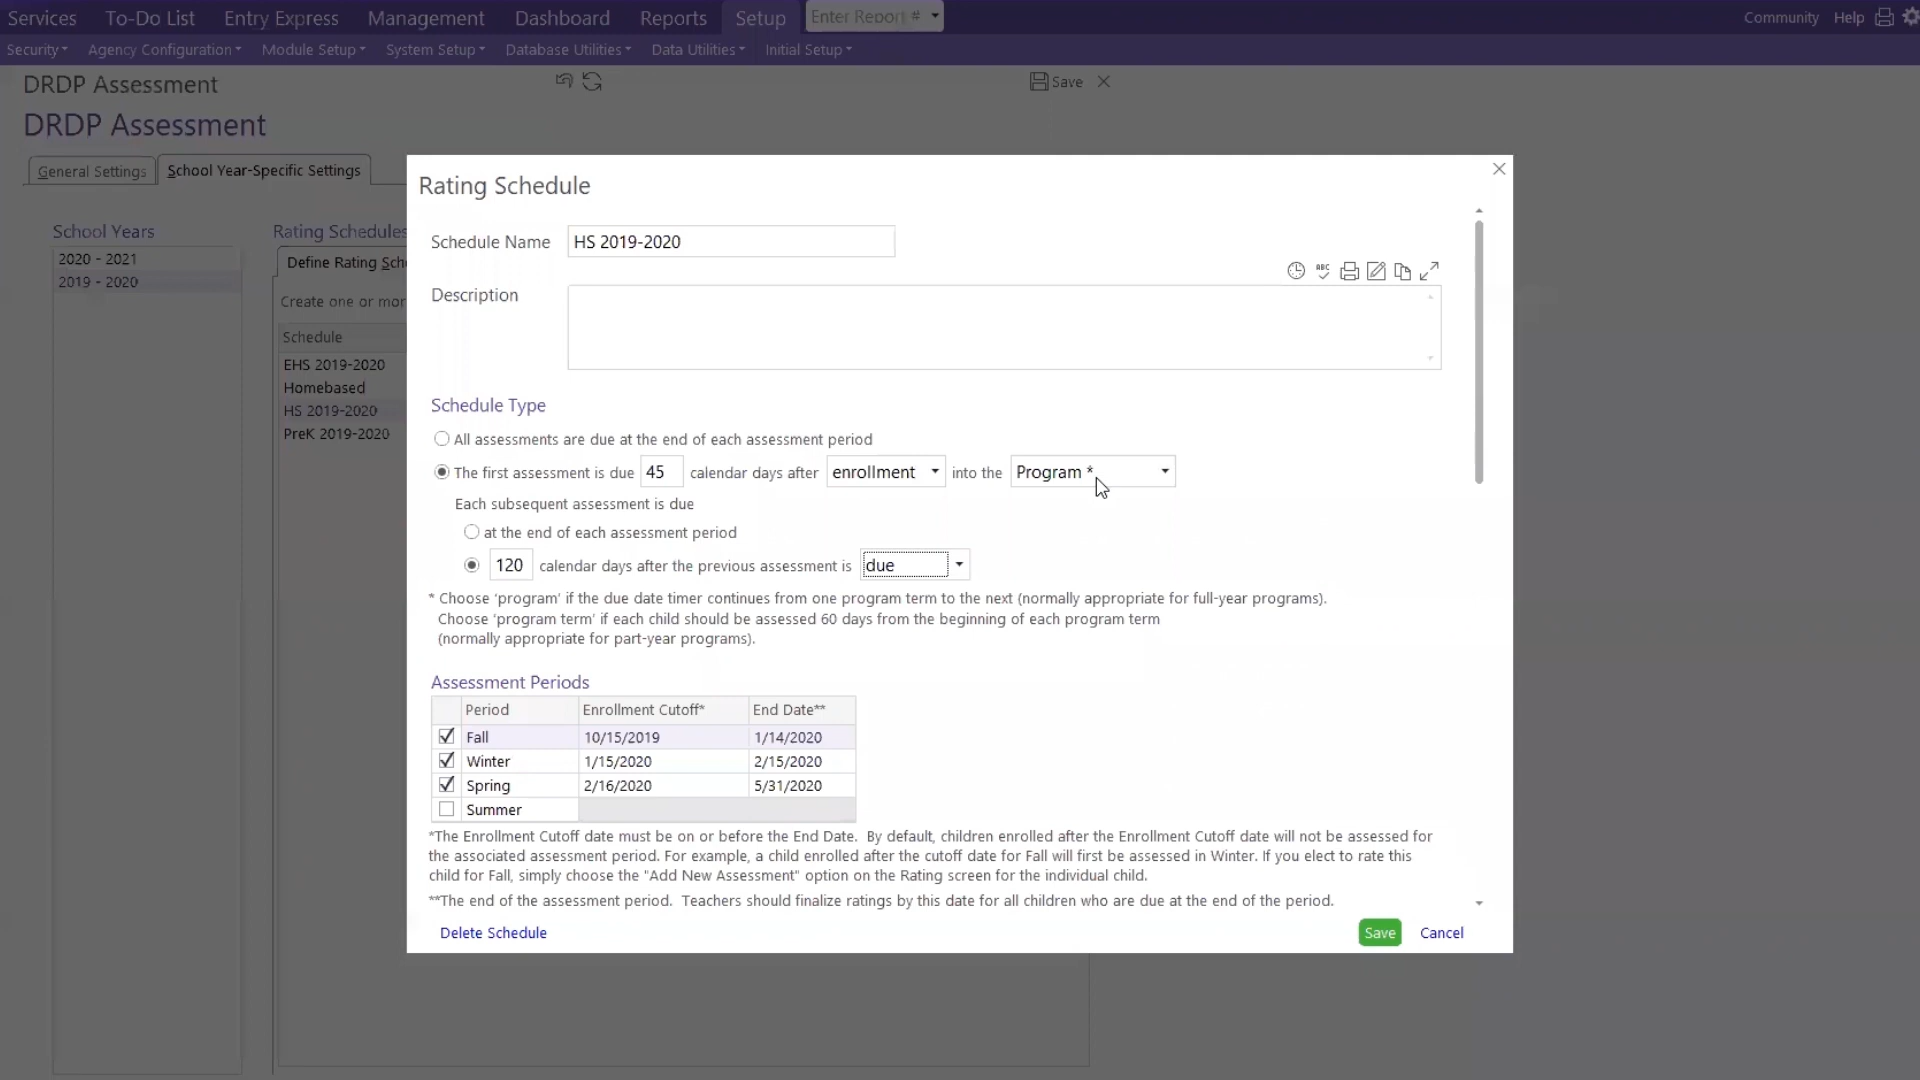 Services To-Do List Entry Express Management Dashboard Reports Setup Enter Report # Community Help
Security Agency Configuration Module Setup System Setup Database Utilities Data Utilities Initial Setup
DRDP Assessment Save
DRDP Assessment
General Settings School Year-Specific Settings
School Years
2020 - 2021
2019 - 2020
Rating Schedules
Define Rating Sch
Create one or mor
Schedule
EHS 2019-2020
Homebased
HS 2019-2020
PreK 2019-2020
Rating Schedule
Schedule Name HS 2019-2020
ABC
Description
Schedule Type
All assessments are due at the end of each assessment period
The first assessment is due 45 calendar days after enrollment into the Program *
Each subsequent assessment is due
at the end of each assessment period
120 calendar days after the previous assessment is due
* Choose 'program' if the due date timer continues from one program term to the next (normally appropriate for full-year programs).
Choose 'program term' if each child should be assessed 60 days from the beginning of each program term
(normally appropriate for part-year programs).
Assessment Periods
Period Enrollment Cutoff* End Date**
Fall 10/15/2019 1/14/2020
Winter 1/15/2020 2/15/2020
Spring 2/16/2020 5/31/2020
Summer
*The Enrollment Cutoff date must be on or before the End Date. By default, children enrolled after the Enrollment Cutoff date will not be assessed for
the associated assessment period. For example, a child enrolled after the cutoff date for Fall will first be assessed in Winter. If you elect to rate this
child for Fall, simply choose the "Add New Assessment" option on the Rating screen for the individual child.
**The end of the assessment period. Teachers should finalize ratings by this date for all children who are due at the end of the period.
Delete Schedule Save Cancel